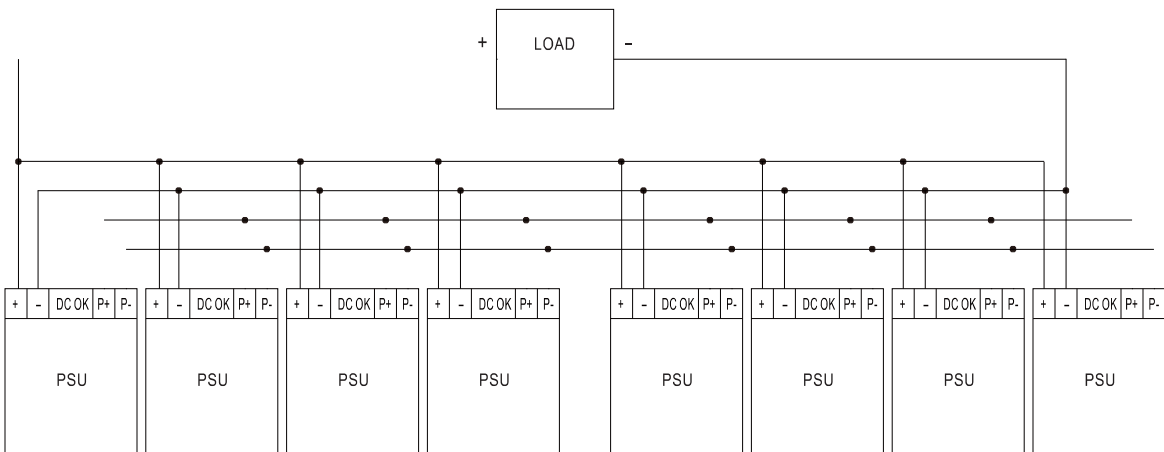 + LOAD –
+ – DC OK P+ P- + – DC OK P+ P- + – DC OK P+ P- + – DC OK P+ P- + – DC OK P+ P- + – DC OK P+ P- + – DC OK P+ P- + – DC OK P+ P-
PSU PSU PSU PSU PSU PSU PSU PSU